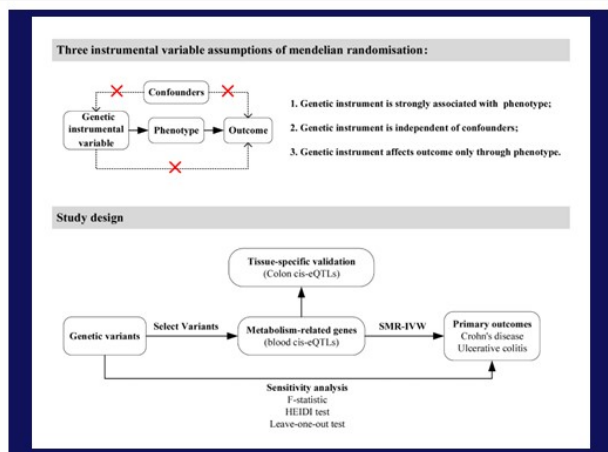 Three instrumental variable assumptions of mendelian randomisation:
Confounders
Genetic
instrumental
variable
Phenotype
Outcome
1. Genetic instrument is strongly associated with phenotype;
2. Genetic instrument is independent of confounders;
3. Genetic instrument affects outcome only through phenotype.
Study design
Tissue-specific validation
(Colon cis-eQTLs)
Genetic variants
Select Variants
Metabolism-related genes
(blood cis-eQTLs)
SMR-IVW
Primary outcomes
Crohn's disease
Ulcerative colitis
Sensitivity analysis
F-statistic
HEIDI test
Leave-one-out test